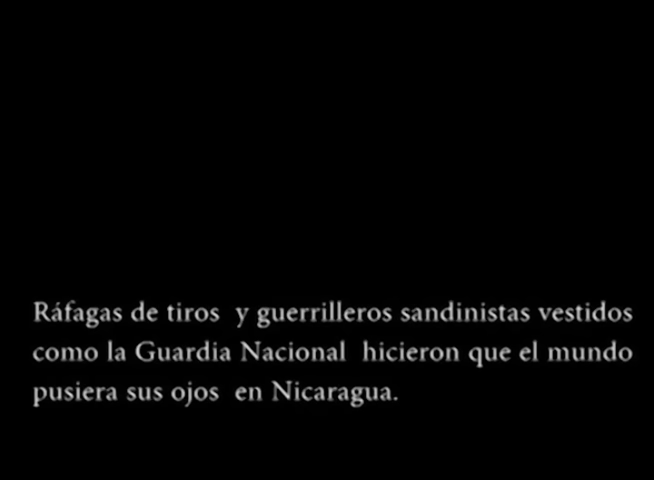 Ráfagas de tiros y guerrilleros sandinistas vestidos
como la Guardia Nacional hicieron que el mundo
pusiera sus ojos en Nicaragua.